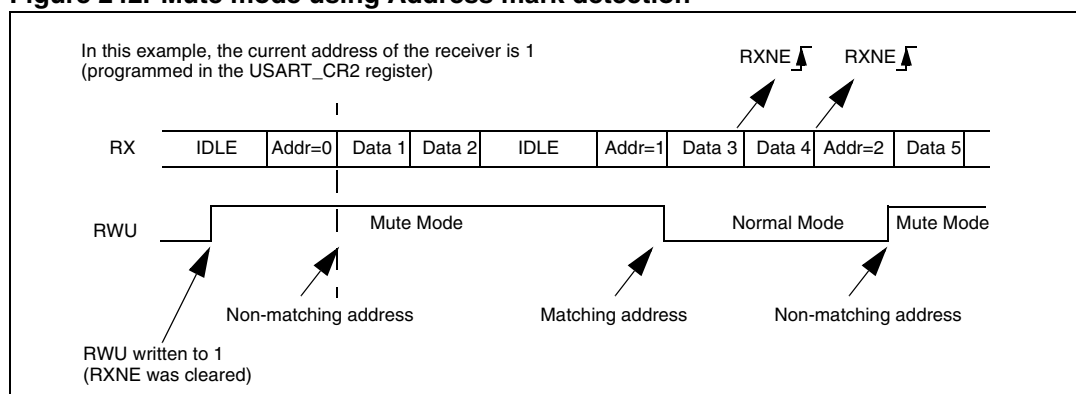 Figure 242. Mute mode using Address mark detection
In this example, the current address of the receiver is 1
(programmed in the USART_CR2 register)
RXNE RXNE
RX IDLE Addr=0 Data 1 Data 2 IDLE Addr=1 Data 3 Data 4 Addr=2 Data 5
RWU Mute Mode Normal Mode Mute Mode
Non-matching address Matching address Non-matching address
RWU written to 1
(RXNE was cleared)